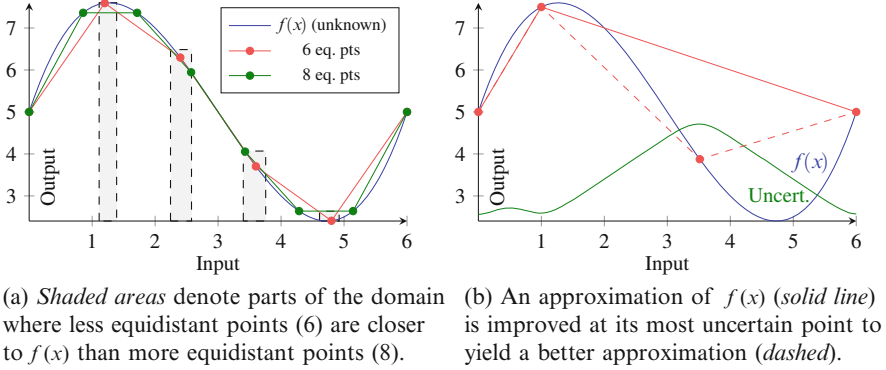 7
6
5
4
3
Output
1 2 3 4 5 6
Input
f(x) (unknown)
6 eq. pts
8 eq. pts
7
6
5
4
3
Output
1 2 3 4 5 6
Input
f(x)
Uncert.
(a) Shaded areas denote parts of the domain
where less equidistant points (6) are closer
to f(x) than more equidistant points (8).
(b) An approximation of f(x) (solid line)
is improved at its most uncertain point to
yield a better approximation (dashed).